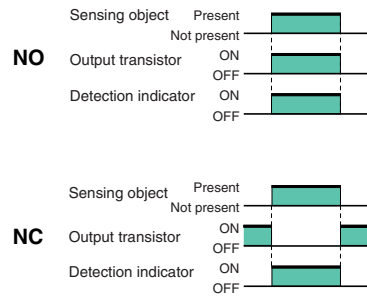 Sensing object Present
Not present
NO Output transistor ON
OFF
Detection indicator ON
OFF
Sensing object Present
Not present
NC Output transistor ON
OFF
Detection indicator ON
OFF